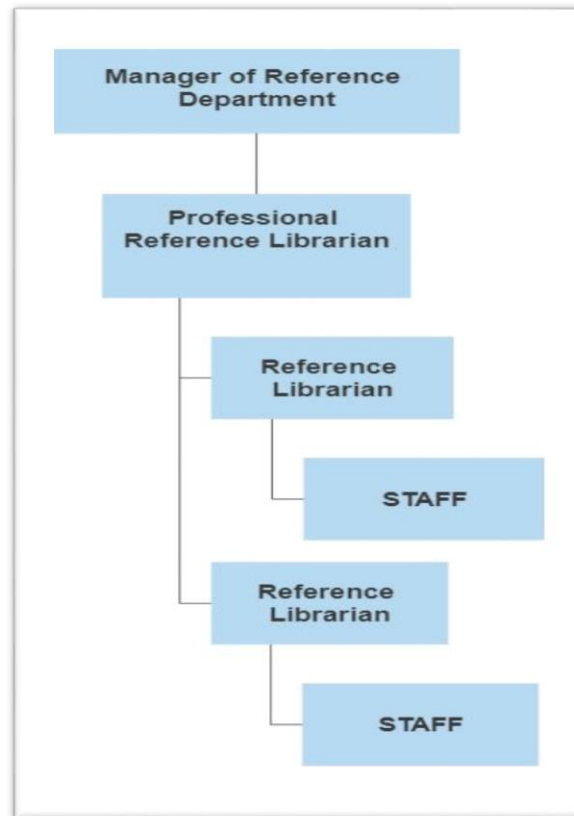 Manager of Reference
Department
Professional
Reference Librarian
Reference
Librarian
STAFF
Reference
Librarian
STAFF